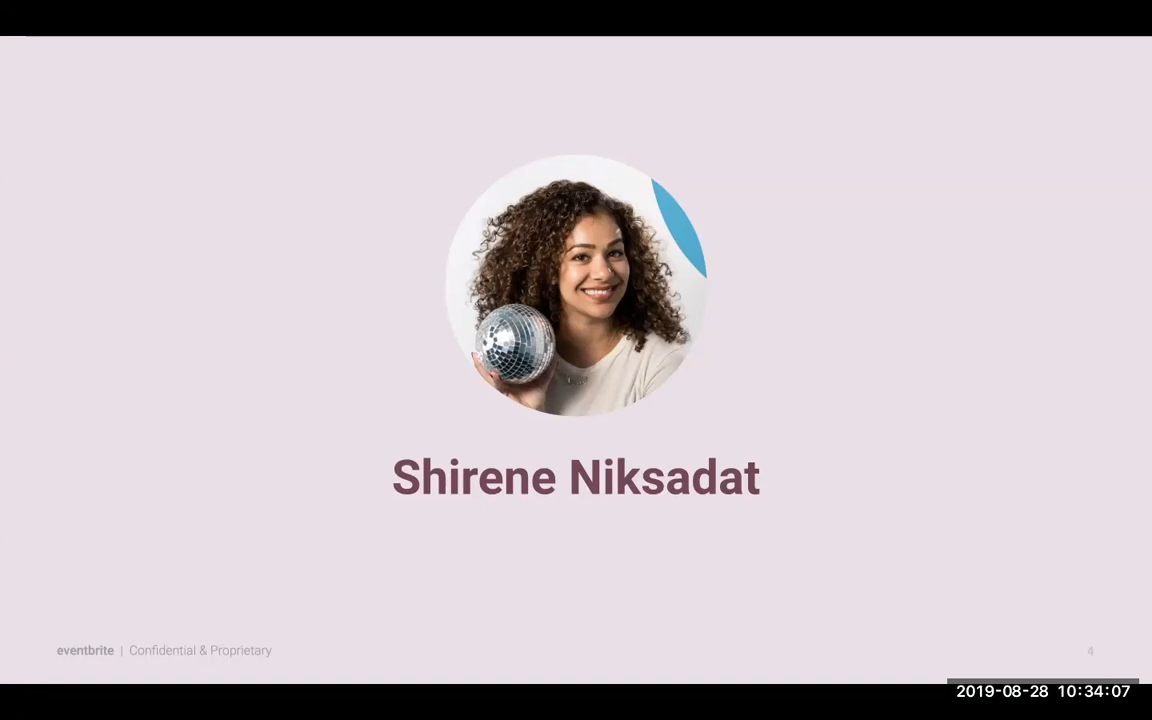 Shirene Niksadat
eventbrite | Confidential & Proprietary
4
2019-08-28 10:34:07